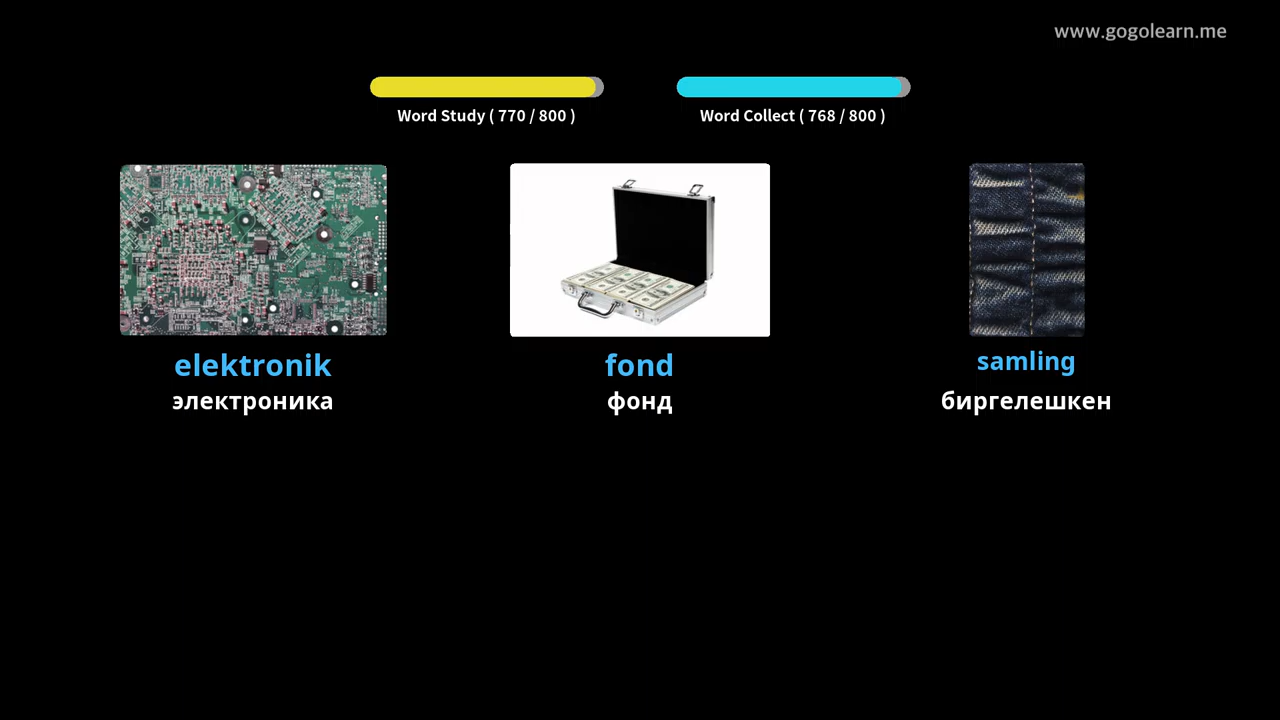 www.gogolearn.me
Word Study ( 770 / 800 )
Word Collect ( 768 / 800 )
elektronik
электроника
fond
фонд
samling
биргелешкен